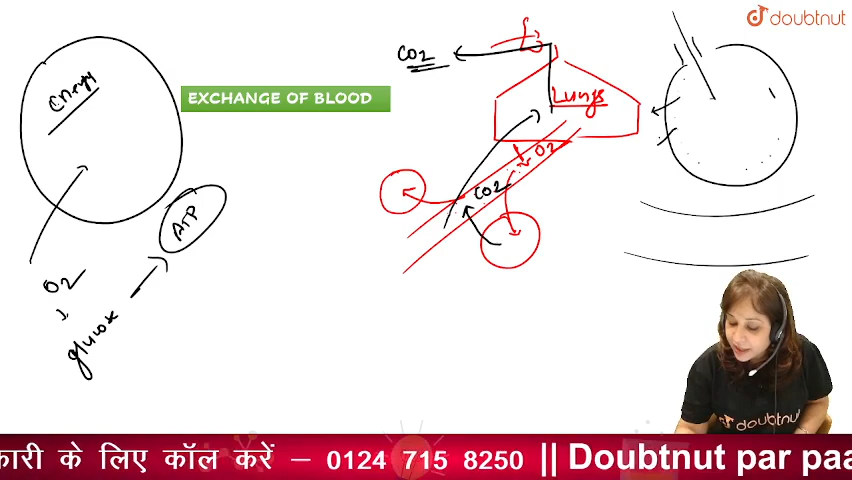 doubtnut
CO2
Energy
EXCHANGE OF BLOOD
Lungs
O2
CO2
ATP
O2
glucose
doubtnut
कारी के लिए कॉल करें – 0124 715 8250 || Doubtnut par paa